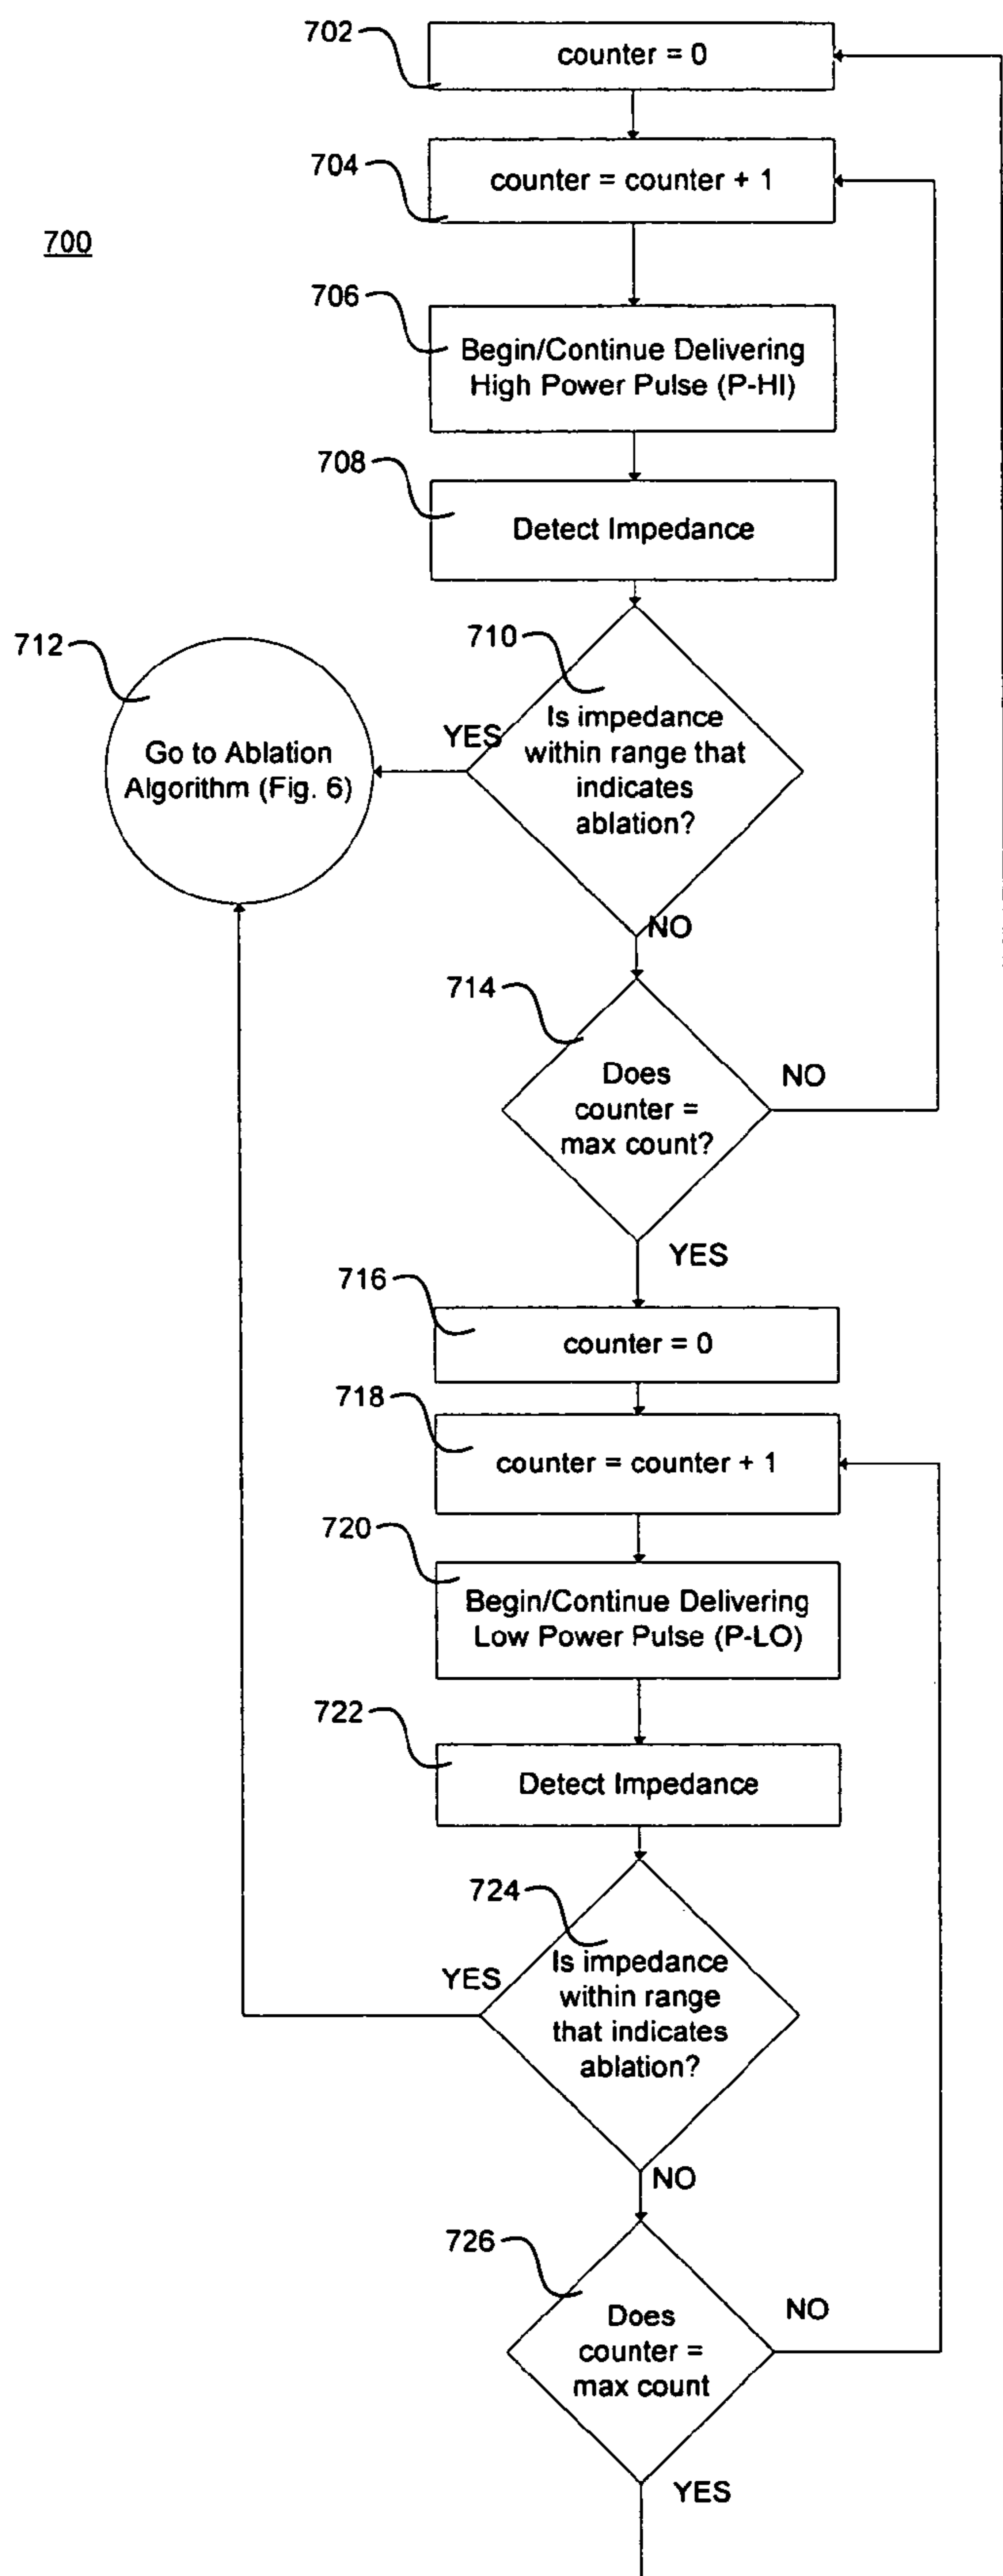 702
counter = 0
704
counter = counter + 1
700
706
Begin/Continue Delivering
High Power Pulse (P-HI)
708
Detect Impedance
710
712
Is impedance
within range that
indicates
ablation?
YES
Go to Ablation
Algorithm (Fig. 6)
NO
714
Does
counter =
max count?
NO
YES
716
counter = 0
718
counter = counter + 1
720
Begin/Continue Delivering
Low Power Pulse (P-LO)
722
Detect Impedance
724
Is impedance
within range
that indicates
ablation?
YES
NO
726
Does
counter =
max count
NO
YES